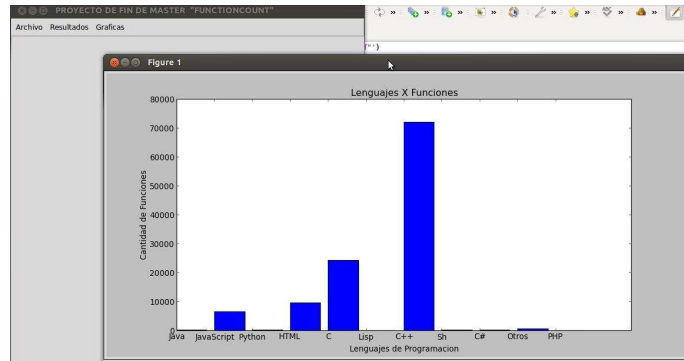 PROYECTO DE FIN DE MASTER "FUNCTIONCOUNT"
Archivo Resultados Graficas
Figure 1
Lenguajes X Funciones
80000
70000
60000
50000
40000
30000
20000
10000
0
Cantidad de Funciones
Java JavaScript Python HTML C Lisp C++ Sh C# Otros PHP
Lenguajes de Programacion